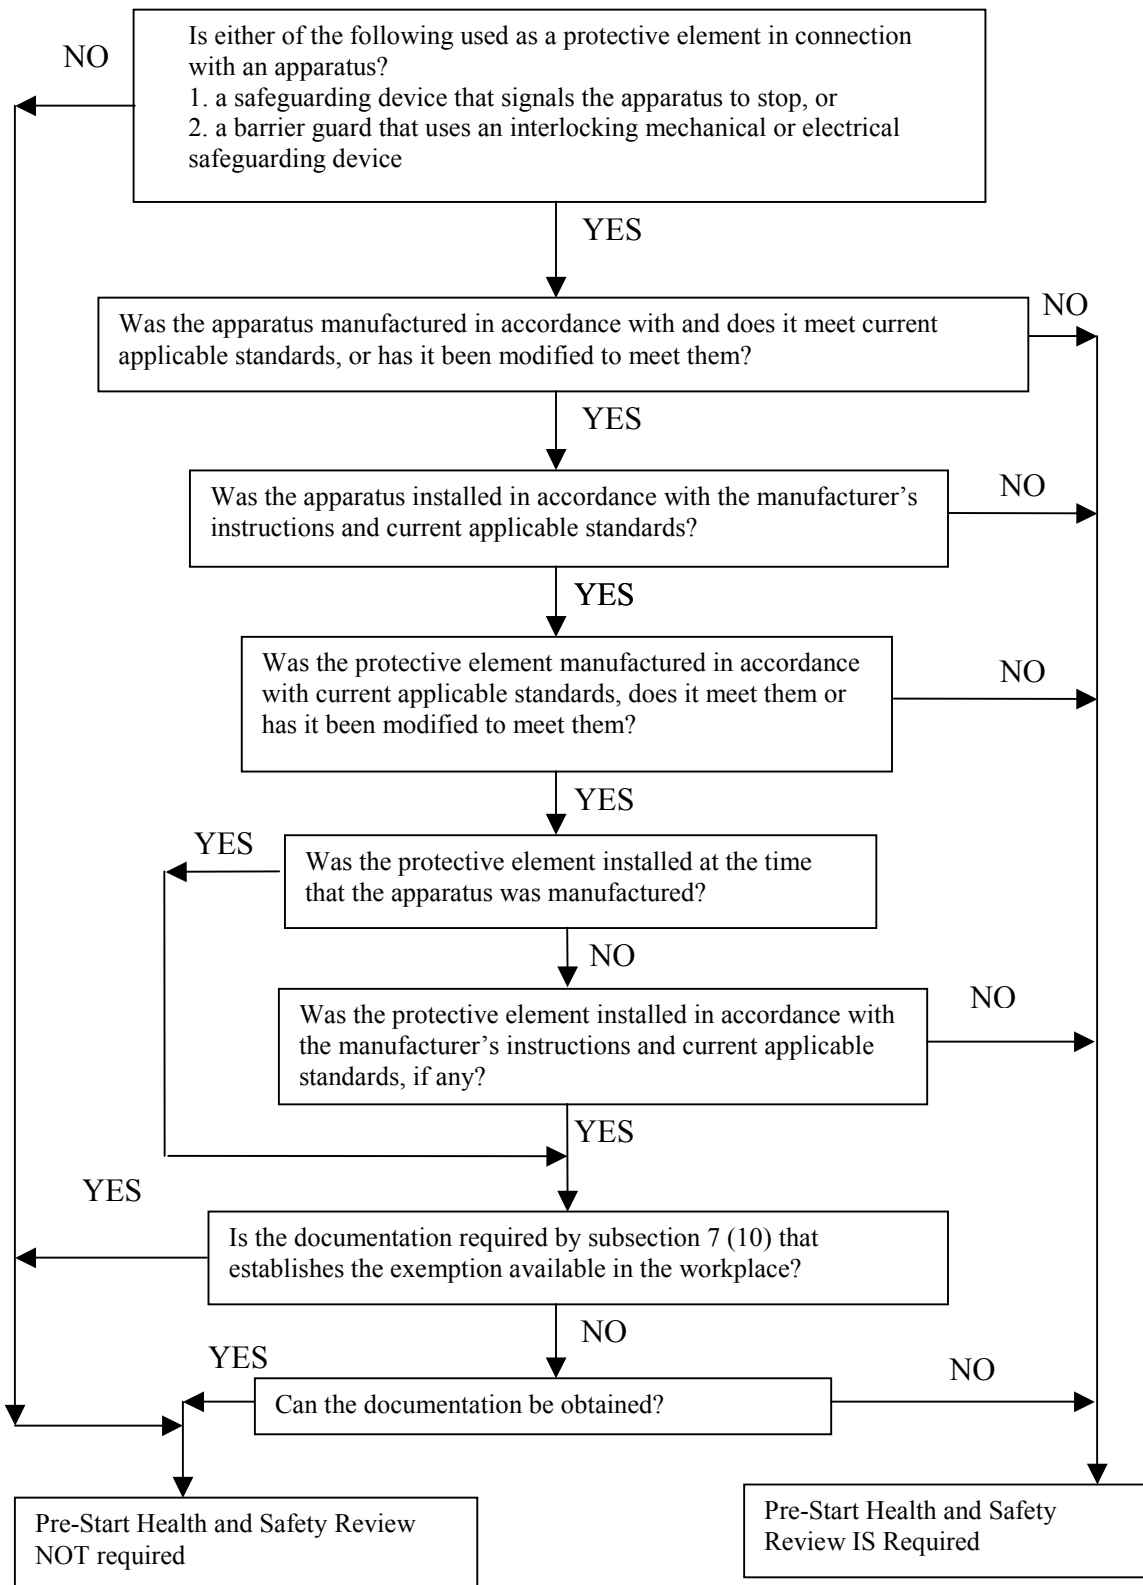 NO
Is either of the following used as a protective element in connection
with an apparatus?
1. a safeguarding device that signals the apparatus to stop, or
2. a barrier guard that uses an interlocking mechanical or electrical
safeguarding device
YES
NO
Was the apparatus manufactured in accordance with and does it meet current
applicable standards, or has it been modified to meet them?
YES
NO
Was the apparatus installed in accordance with the manufacturer’s
instructions and current applicable standards?
YES
NO
Was the protective element manufactured in accordance
with current applicable standards, does it meet them or
has it been modified to meet them?
YES
YES
Was the protective element installed at the time
that the apparatus was manufactured?
NO
NO
Was the protective element installed in accordance with
the manufacturer’s instructions and current applicable
standards, if any?
YES
YES
Is the documentation required by subsection 7 (10) that
establishes the exemption available in the workplace?
NO
YES
NO
Can the documentation be obtained?
Pre-Start Health and Safety Review
NOT required
Pre-Start Health and Safety
Review IS Required